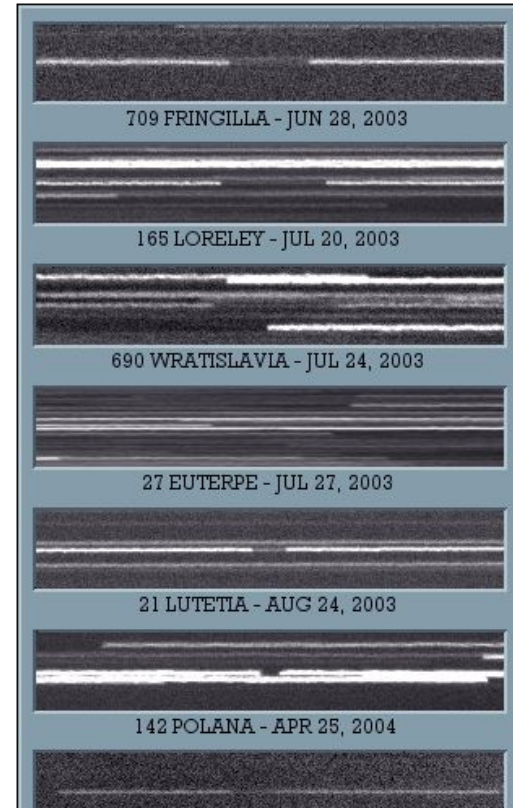 709 FRINGILLA - JUN 28, 2003
165 LORELEY - JUL 20, 2003
690 WRATISLAVIA - JUL 24, 2003
27 EUTERPE - JUL 27, 2003
21 LUTETIA - AUG 24, 2003
142 POLANA - APR 25, 2004